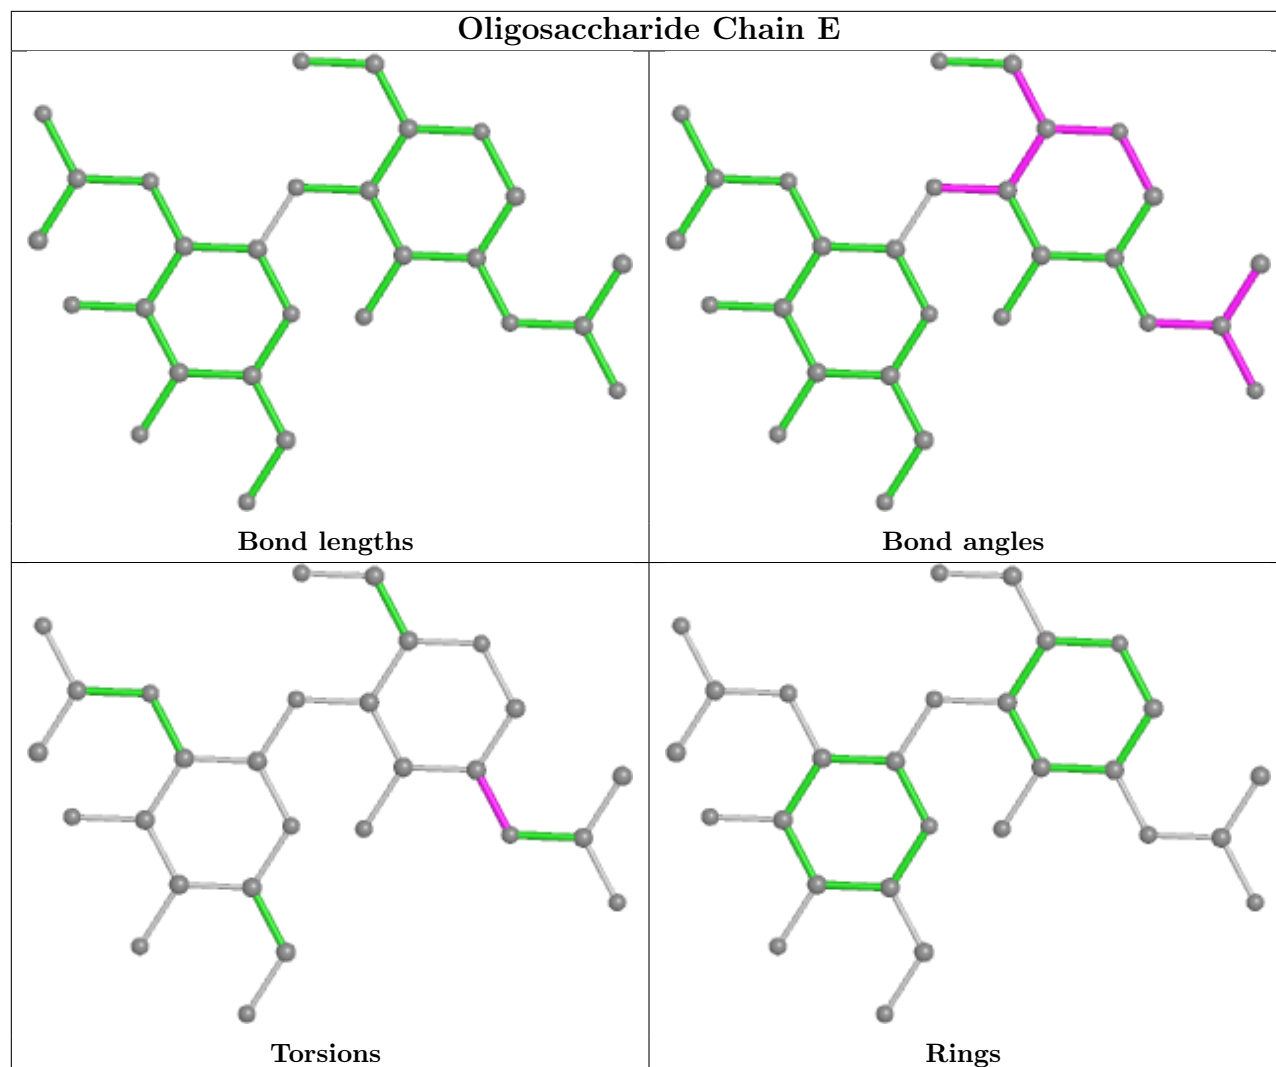 Oligosaccharide Chain E
Bond lengths
Bond angles
Torsions
Rings